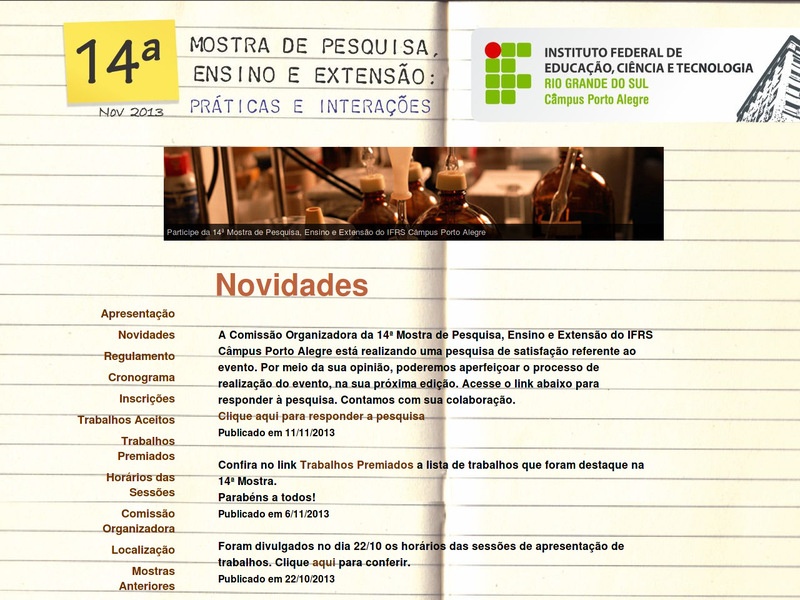 14ª
Nov 2013
MOSTRA DE PESQUISA,
ENSINO E EXTENSÃO:
PRÁTICAS E INTERAÇÕES
INSTITUTO FEDERAL DE
EDUCAÇÃO, CIÊNCIA E TECNOLOGIA
RIO GRANDE DO SUL
Câmpus Porto Alegre
Participe da 14ª Mostra de Pesquisa, Ensino e Extensão do IFRS Câmpus Porto Alegre
Apresentação
Novidades
Regulamento
Cronograma
Inscrições
Trabalhos Aceitos
Trabalhos
Premiados
Horários das
Sessões
Comissão
Organizadora
Localização
Mostras
Anteriores
Novidades
A Comissão Organizadora da 14ª Mostra de Pesquisa, Ensino e Extensão do IFRS
Câmpus Porto Alegre está realizando uma pesquisa de satisfação referente ao
evento. Por meio da sua opinião, poderemos aperfeiçoar o processo de
realização do evento, na sua próxima edição. Acesse o link abaixo para
responder à pesquisa. Contamos com sua colaboração.
Clique aqui para responder a pesquisa
Publicado em 11/11/2013
Confira no link Trabalhos Premiados a lista de trabalhos que foram destaque na
14ª Mostra.
Parabéns a todos!
Publicado em 6/11/2013
Foram divulgados no dia 22/10 os horários das sessões de apresentação de
trabalhos. Clique aqui para conferir.
Publicado em 22/10/2013